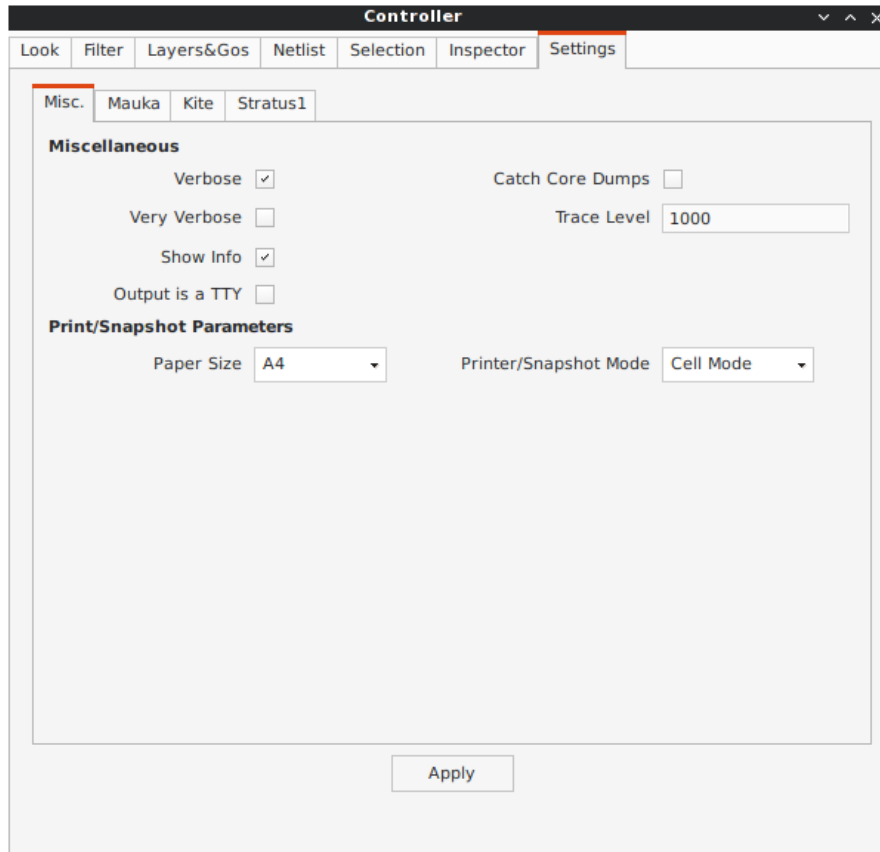 Controller
Look Filter Layers&Gos Netlist Selection Inspector Settings
Misc. Mauka Kite Stratus1
Miscellaneous
Verbose Catch Core Dumps
Very Verbose Trace Level 1000
Show Info
Output is a TTY
Print/Snapshot Parameters
Paper Size A4 Printer/Snapshot Mode Cell Mode
Apply